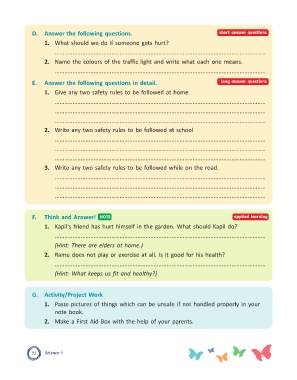 D. Answer the following questions. short answer questions
1. What should we do if someone gets hurt?
2. Name the colours of the traffic light and write what each one means.
E. Answer the following questions in detail. long answer questions
1. Give any two safety rules to be followed at home.
2. Write any two safety rules to be followed at school
3. Write any two safety rules to be followed while on the road.
F. Think and Answer! HOTS applied learning
1. Kapil's friend has hurt himself in the garden. What should Kapil do?
(Hint: There are elders at home.)
2. Ramu does not play or exercise at all. Is it good for his health?
(Hint: What keeps us fit and healthy?)
G. Activity/Project Work
1. Paste pictures of things which can be unsafe if not handled properly in your
note book.
2. Make a First Aid Box with the help of your parents.
Science-1